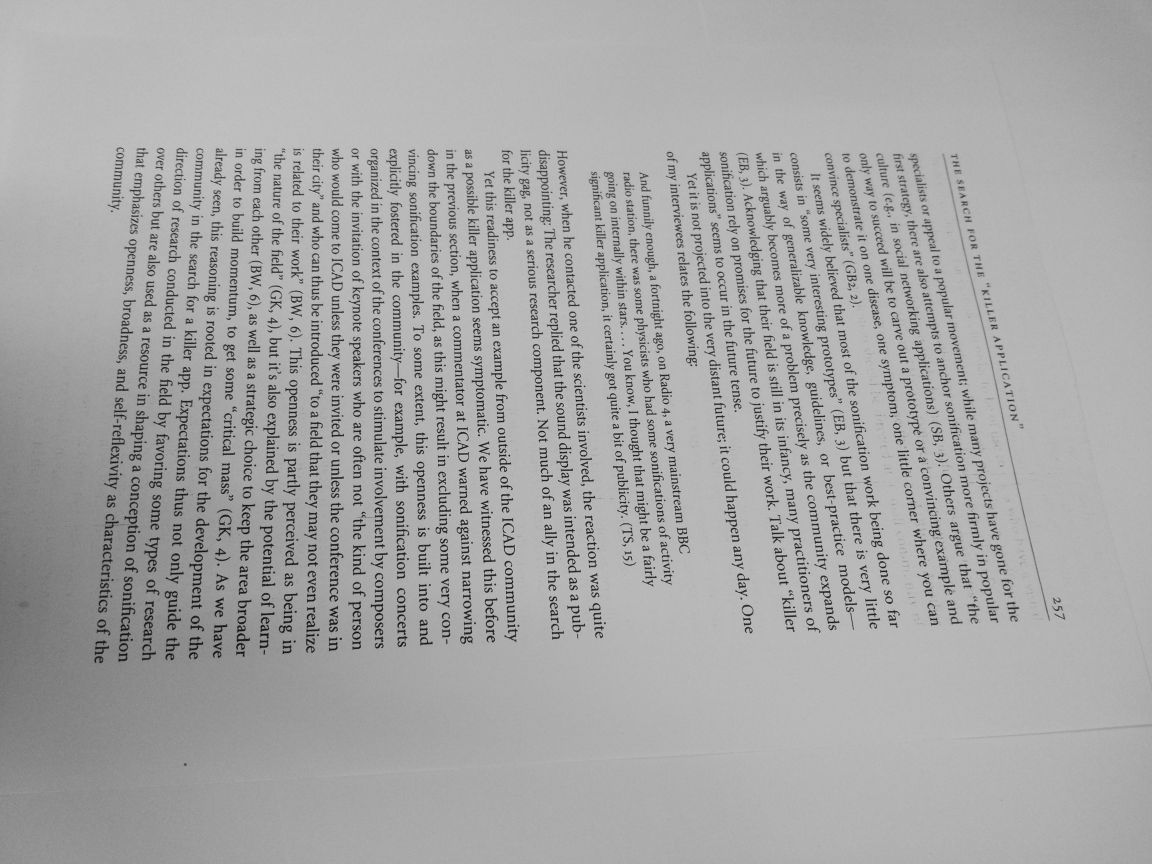 THE SEARCH FOR THE "KILLER APPLICATION" 257
specialists or appeal to a popular movement; while many projects have gone for the
first strategy, there are also attempts to anchor sonification more firmly in popular
culture (e.g., in social networking applications) (SB, 3). Others argue that "the
only way to succeed will be to carve out a prototype or a convincing example and
to demonstrate it on one disease, one symptom, one little corner where you can
convince specialists" (GB2, 2).
It seems widely believed that most of the sonification work being done so far
consists in "some very interesting prototypes" (EB, 3) but that there is very little
in the way of generalizable knowledge, guidelines, or best-practice models—
which arguably becomes more of a problem precisely as the community expands
(EB, 3). Acknowledging that their field is still in its infancy, many practitioners of
sonification rely on promises for the future to justify their work. Talk about "killer
applications" seems to occur in the future tense.
Yet it is not projected into the very distant future; it could happen any day. One
of my interviewees relates the following:
And funnily enough, a fortnight ago, on Radio 4, a very mainstream BBC
radio station, there was some physicists who had some sonifications of activity
going on internally within stars. . . . You know, I thought that might be a fairly
significant killer application, it certainly got quite a bit of publicity. (TS, 15)
However, when he contacted one of the scientists involved, the reaction was quite
disappointing: The researcher replied that the sound display was intended as a pub-
licity gag, not as a serious research component. Not much of an ally in the search
for the killer app.
Yet this readiness to accept an example from outside of the ICAD community
as a possible killer application seems symptomatic. We have witnessed this before
in the previous section, when a commentator at ICAD warned against narrowing
down the boundaries of the field, as this might result in excluding some very con-
vincing sonification examples. To some extent, this openness is built into and
explicitly fostered in the community—for example, with sonification concerts
organized in the context of the conferences to stimulate involvement by composers
or with the invitation of keynote speakers who are often not "the kind of person
who would come to ICAD unless they were invited or unless the conference was in
their city" and who can thus be introduced "to a field that they may not even realize
is related to their work" (BW, 6). This openness is partly perceived as being in
"the nature of the field" (GK, 4), but it's also explained by the potential of learn-
ing from each other (BW, 6), as well as a strategic choice to keep the area broader
in order to build momentum, to get some "critical mass" (GK, 4). As we have
already seen, this reasoning is rooted in expectations for the development of the
community in the search for a killer app. Expectations thus not only guide the
direction of research conducted in the field by favoring some types of research
over others but are also used as a resource in shaping a conception of sonification
that emphasizes openness, broadness, and self-reflexivity as characteristics of the
community.